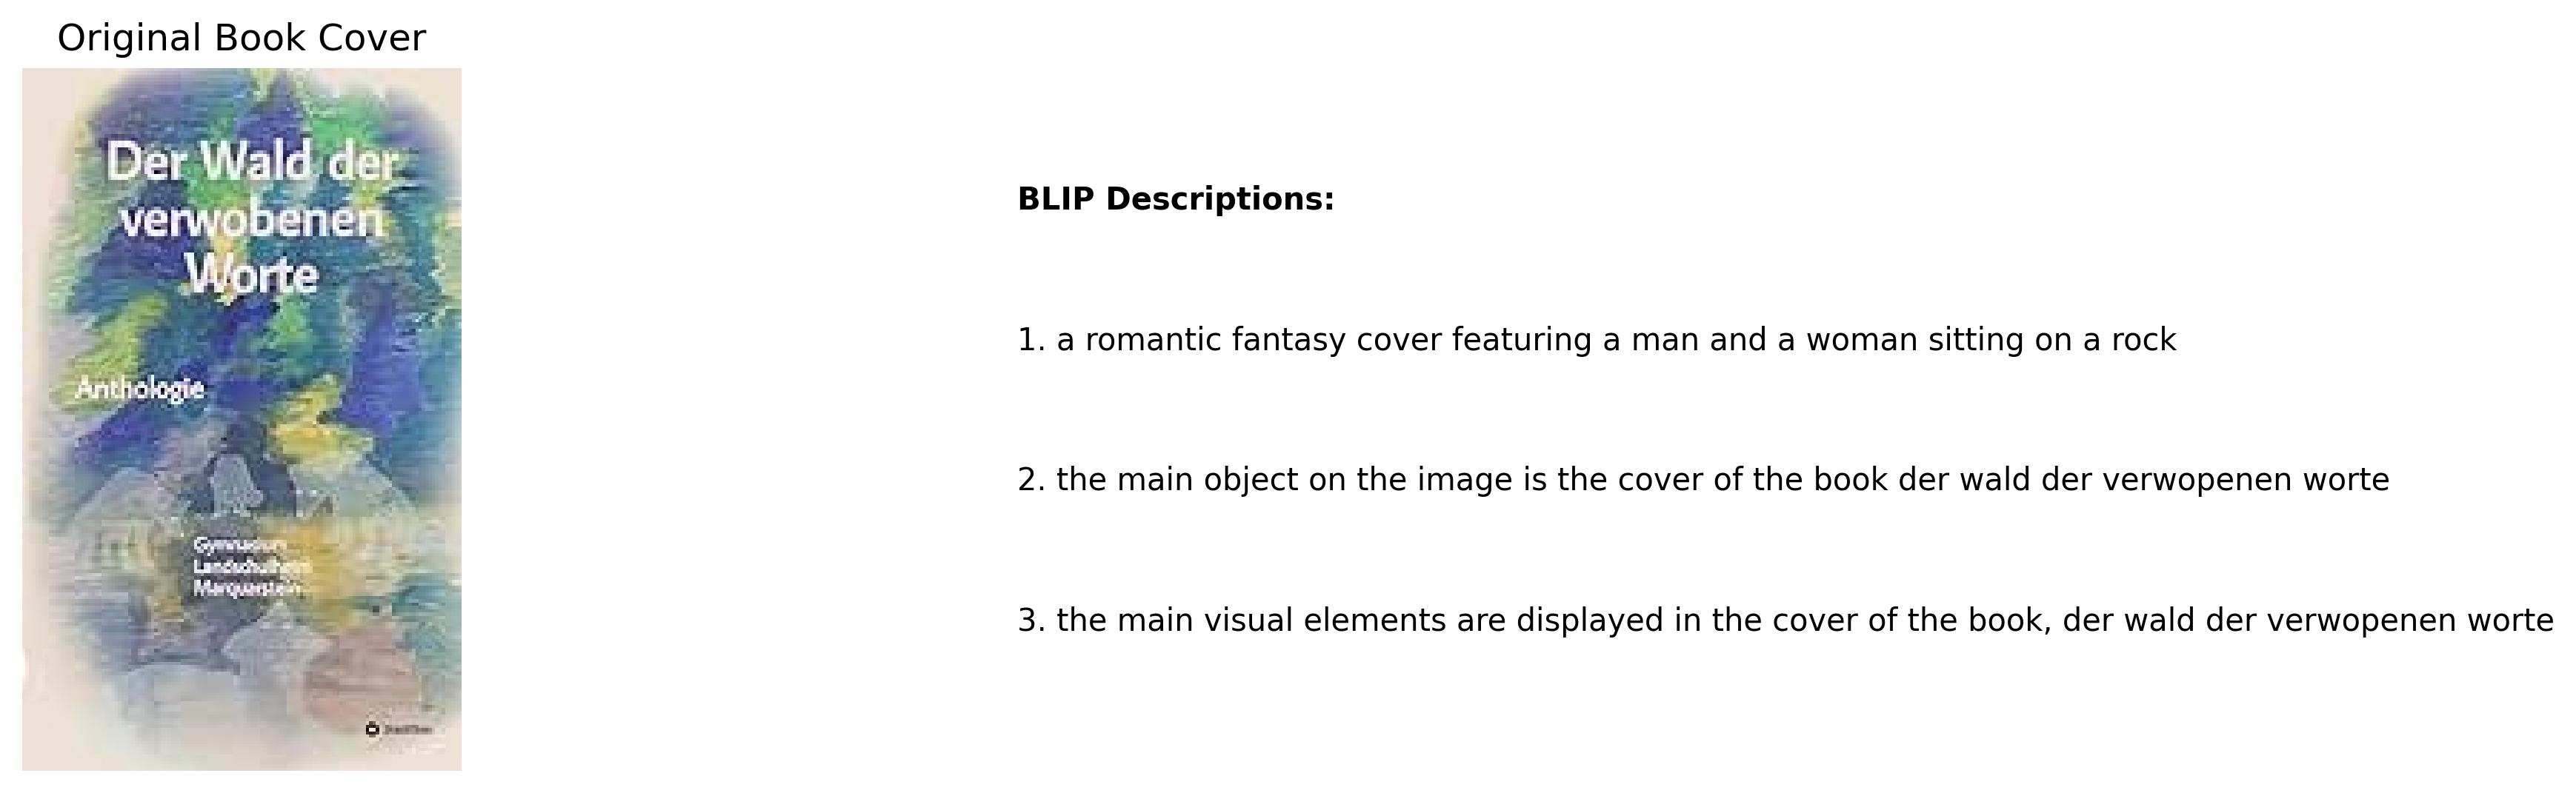 Original Book Cover
Der Wald der
verwobenen
Worte
Anthologie
Gymnasium
Landschulheim
Marquarstein
BLIP Descriptions:
1. a romantic fantasy cover featuring a man and a woman sitting on a rock
2. the main object on the image is the cover of the book der wald der verwopenen worte
3. the main visual elements are displayed in the cover of the book, der wald der verwopenen worte